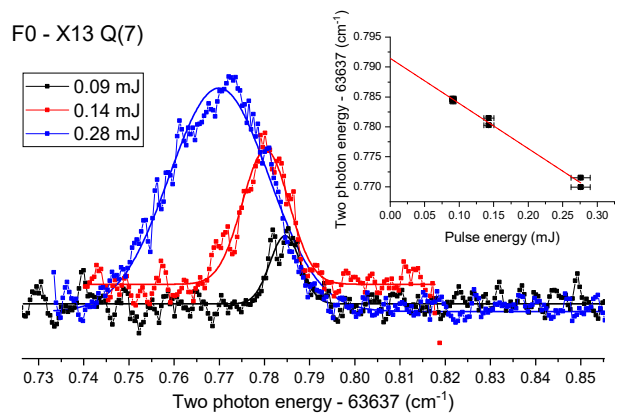 F0 - X13 Q(7)
0.09 mJ
0.14 mJ
0.28 mJ
0.73 0.74 0.75 0.76 0.77 0.78 0.79 0.80 0.81 0.82 0.83 0.84 0.85
Two photon energy - 63637 (cm⁻¹)
0.795
0.790
0.785
0.780
0.775
0.770
0.00 0.05 0.10 0.15 0.20 0.25 0.30
Pulse energy (mJ)
Two photon energy - 63637 (cm⁻¹)